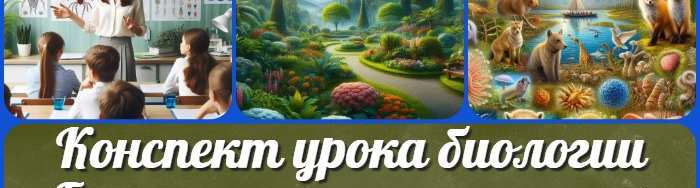 Конспект урока биологии